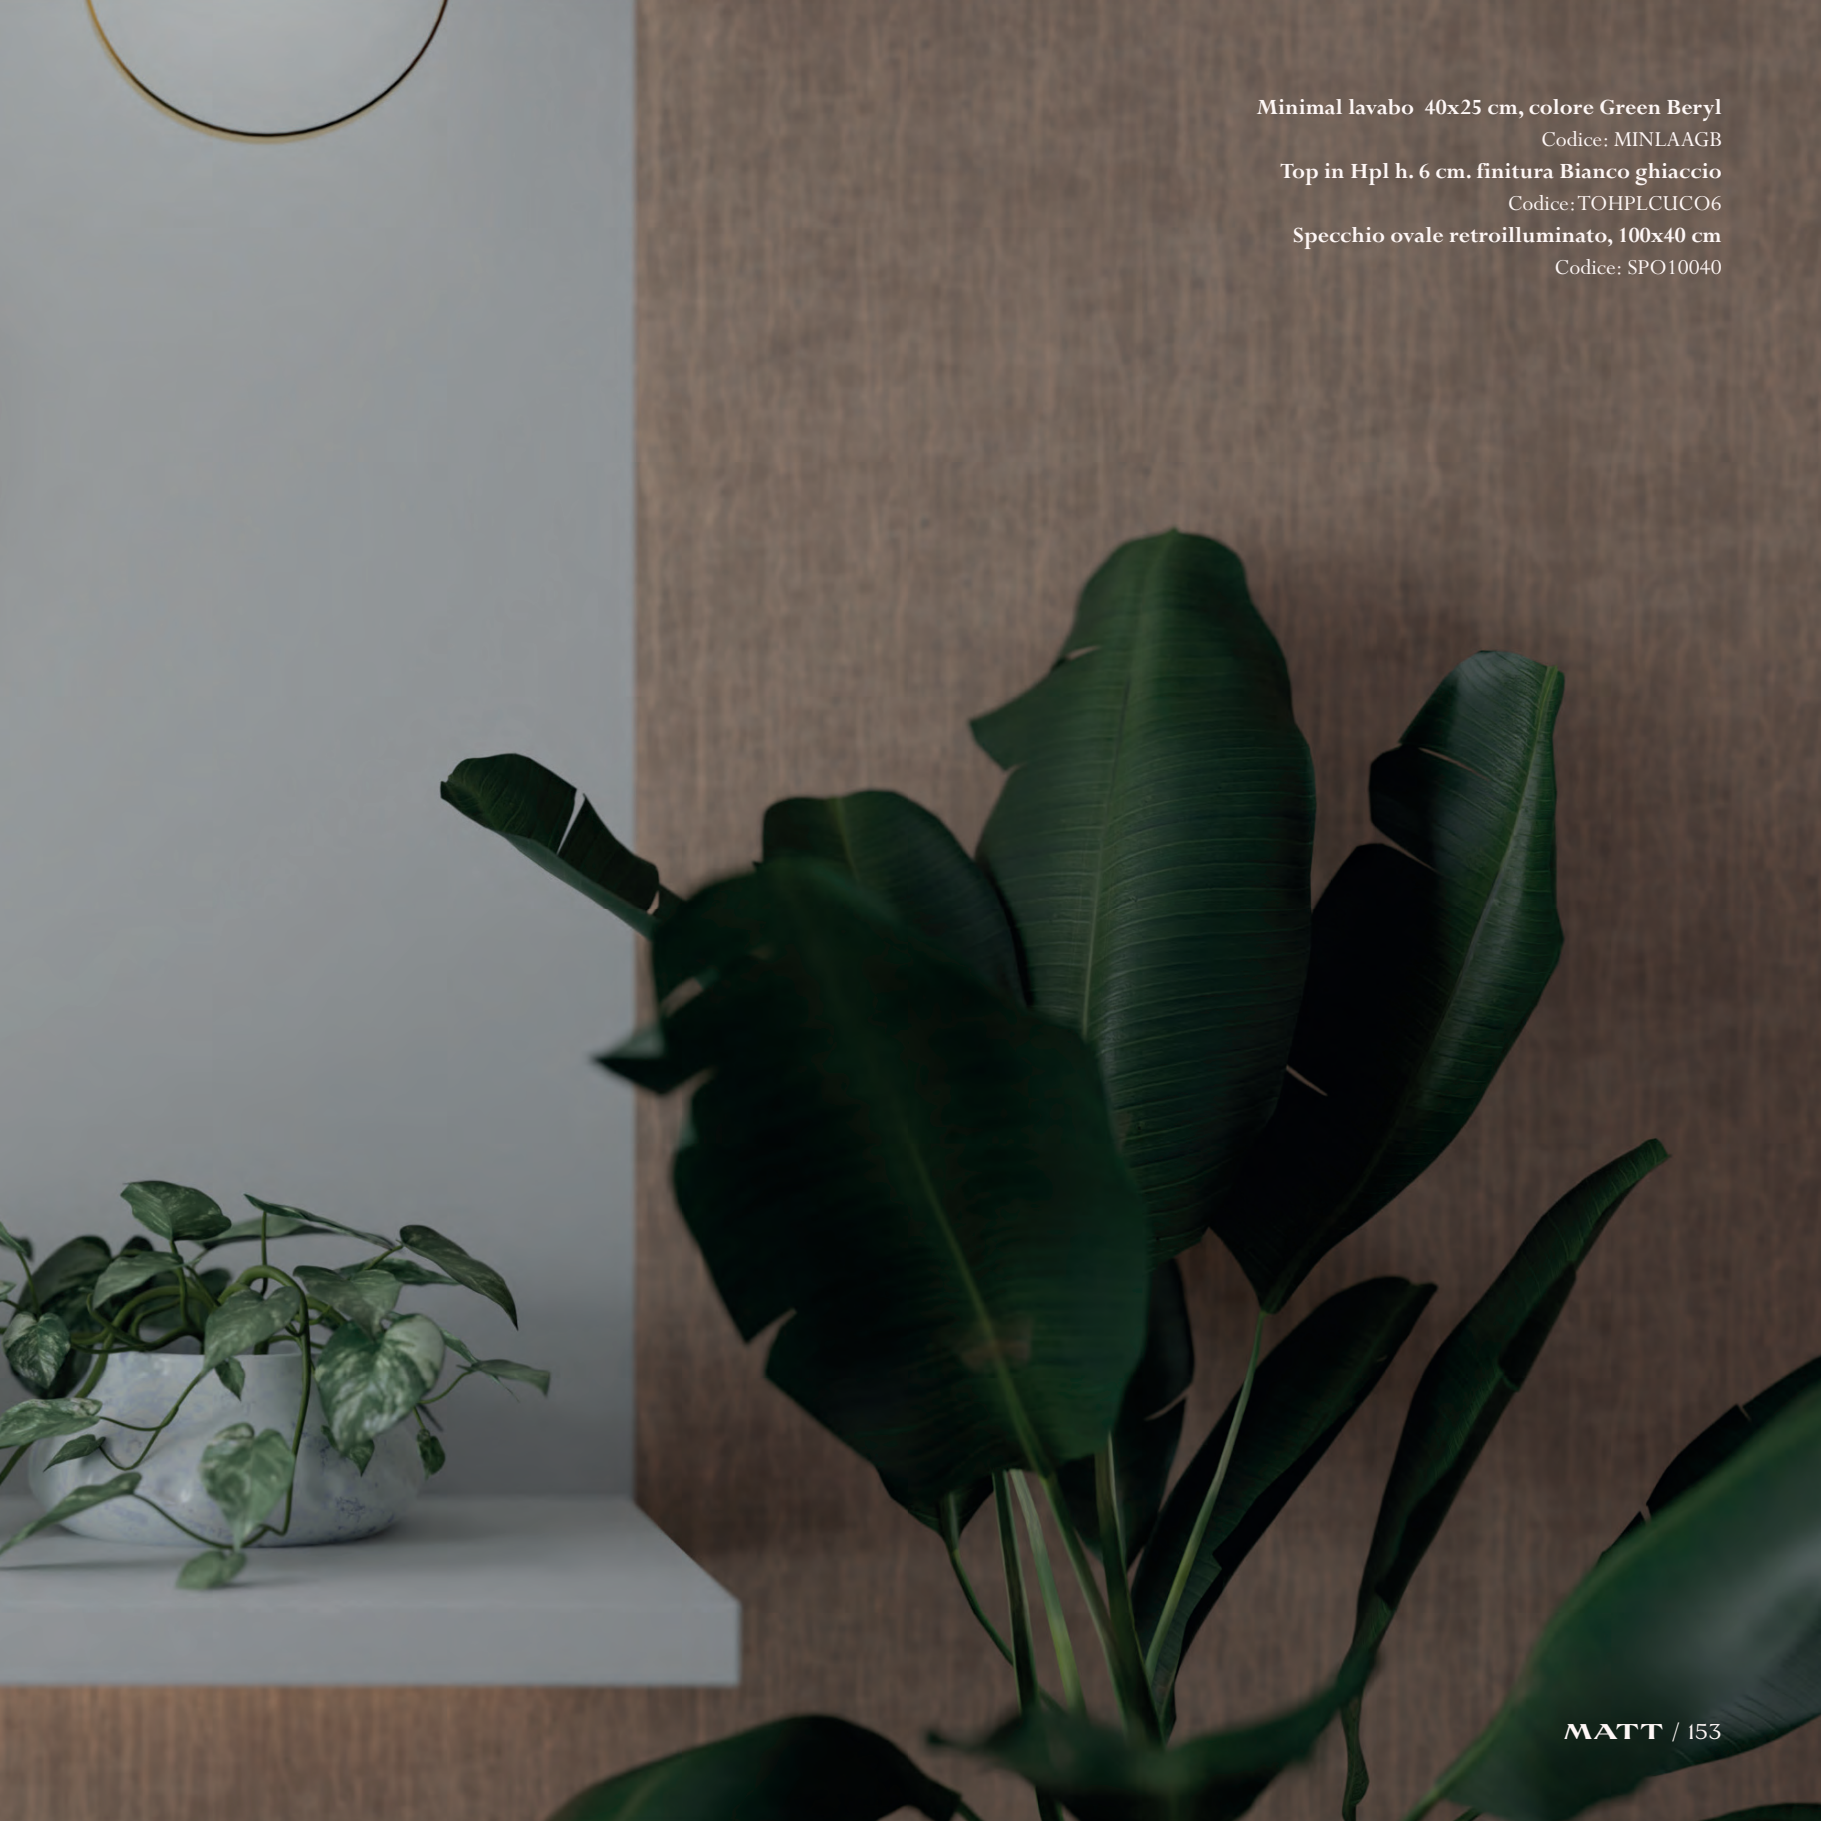 Minimal lavabo  40x25 cm, colore Green Beryl
Codice: MINLAAGB
Top in Hpl h. 6 cm. finitura Bianco ghiaccio
Codice: TOHPLCUCO6
Specchio ovale retroilluminato, 100x40 cm
Codice: SPO10040
MATT / 153